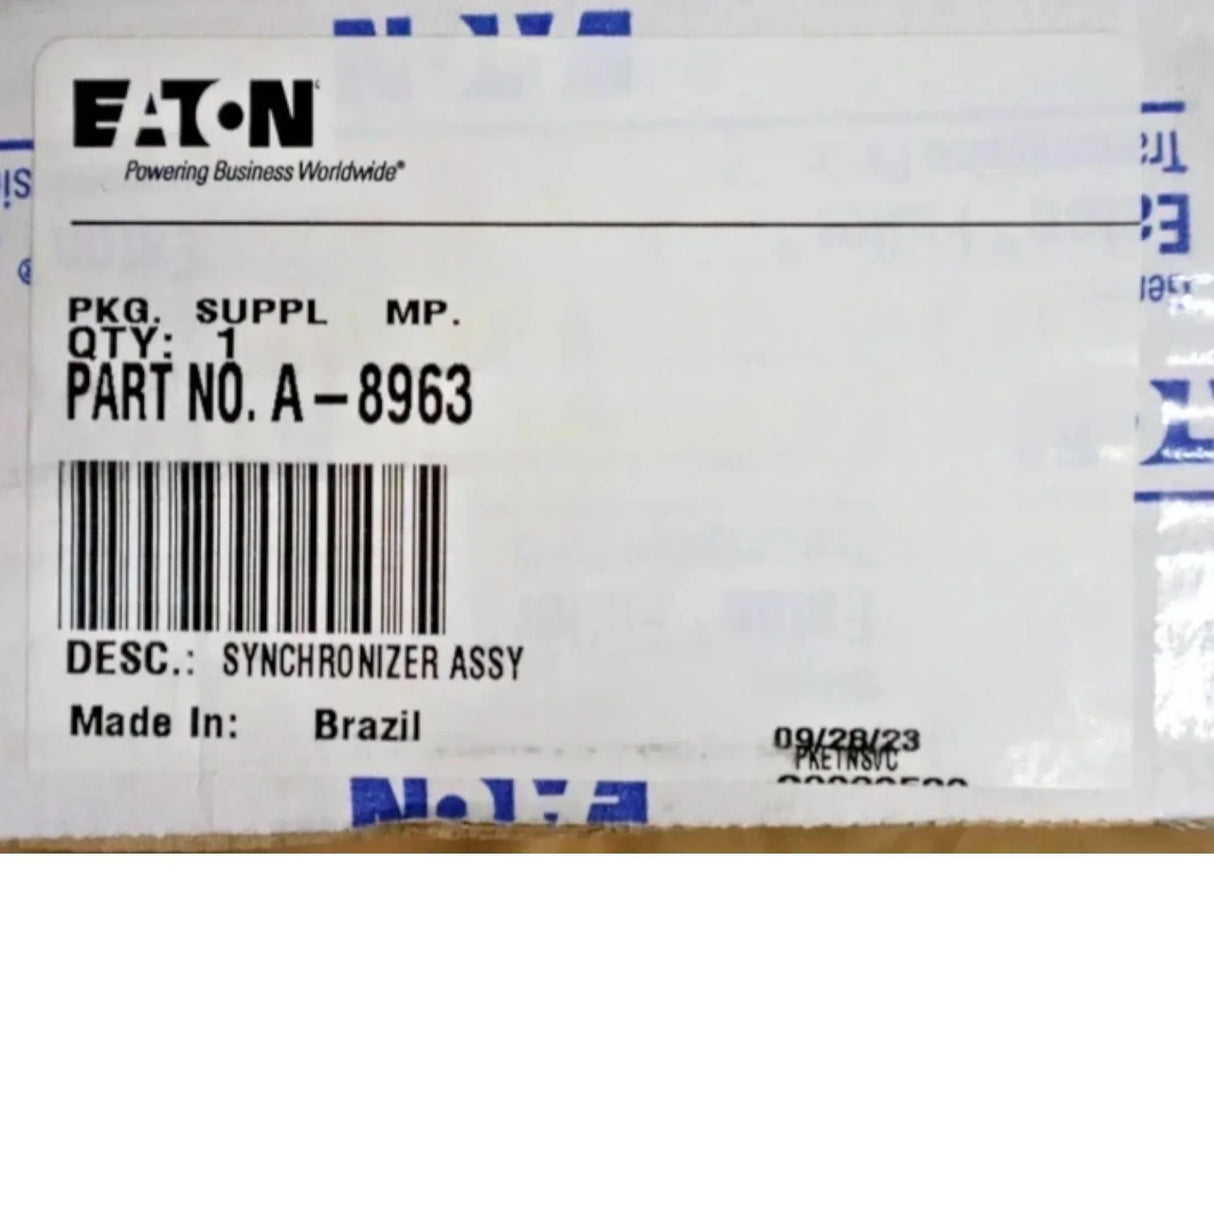 EATON
Powering Business Worldwide®
PKG. SUPPL MP.
QTY: 1
PART NO. A-8963
DESC.: SYNCHRONIZER ASSY
Made In: Brazil
09/28/23
PKETNSVC